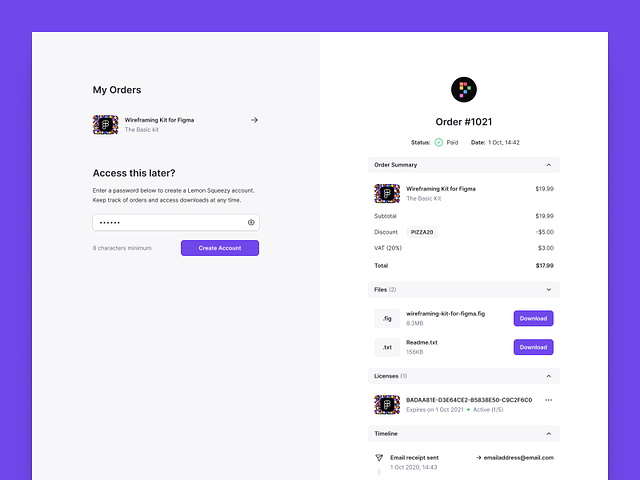 My Orders
Wireframing Kit for Figma
The Basic kit
Access this later?
Enter a password below to create a Lemon Squeezy account.
Keep track of orders and access downloads at any time.
8 characters minimum
Create Account
Order #1021
Status: Paid Date: 1 Oct, 14:42
Order Summary
Wireframing Kit for Figma $19.99
The Basic Kit
Subtotal $19.99
Discount PIZZA20 -$5.00
VAT (20%) $3.00
Total $17.99
Files (2)
.fig wireframing-kit-for-figma.fig Download
8.3MB
.txt Readme.txt Download
156KB
Licenses (1)
BADAA81E-D3E64CE2-B5838E50-C9C2F6C0
Expires on 1 Oct 2021 Active (1/5)
Timeline
Email receipt sent → emailaddress@email.com
1 Oct 2020, 14:43